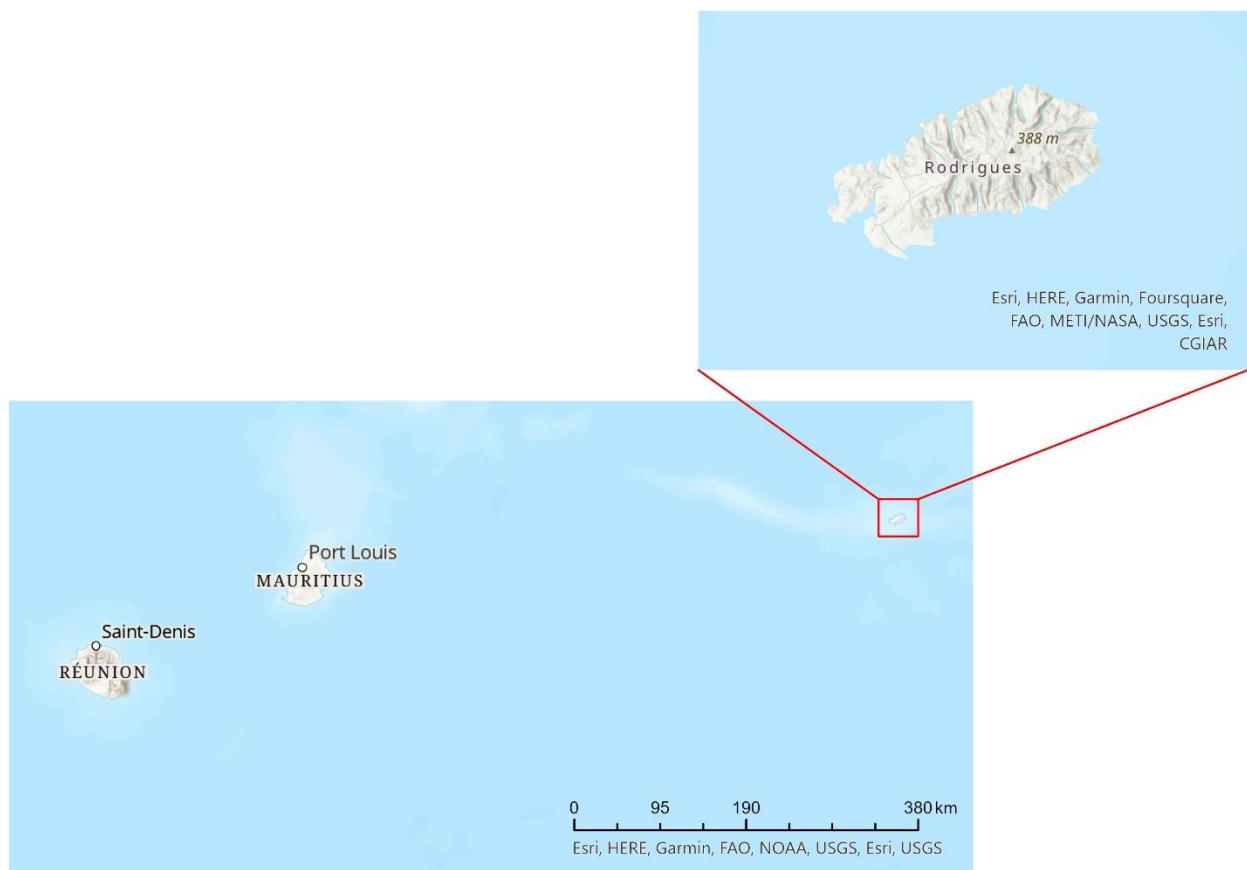 388 m
Rodrigues
Esri, HERE, Garmin, Foursquare,
FAO, METI/NASA, USGS, Esri,
CGIAR
Port Louis
MAURITIUS
Saint-Denis
RÉUNION
0 95 190 380 km
Esri, HERE, Garmin, FAO, NOAA, USGS, Esri, USGS